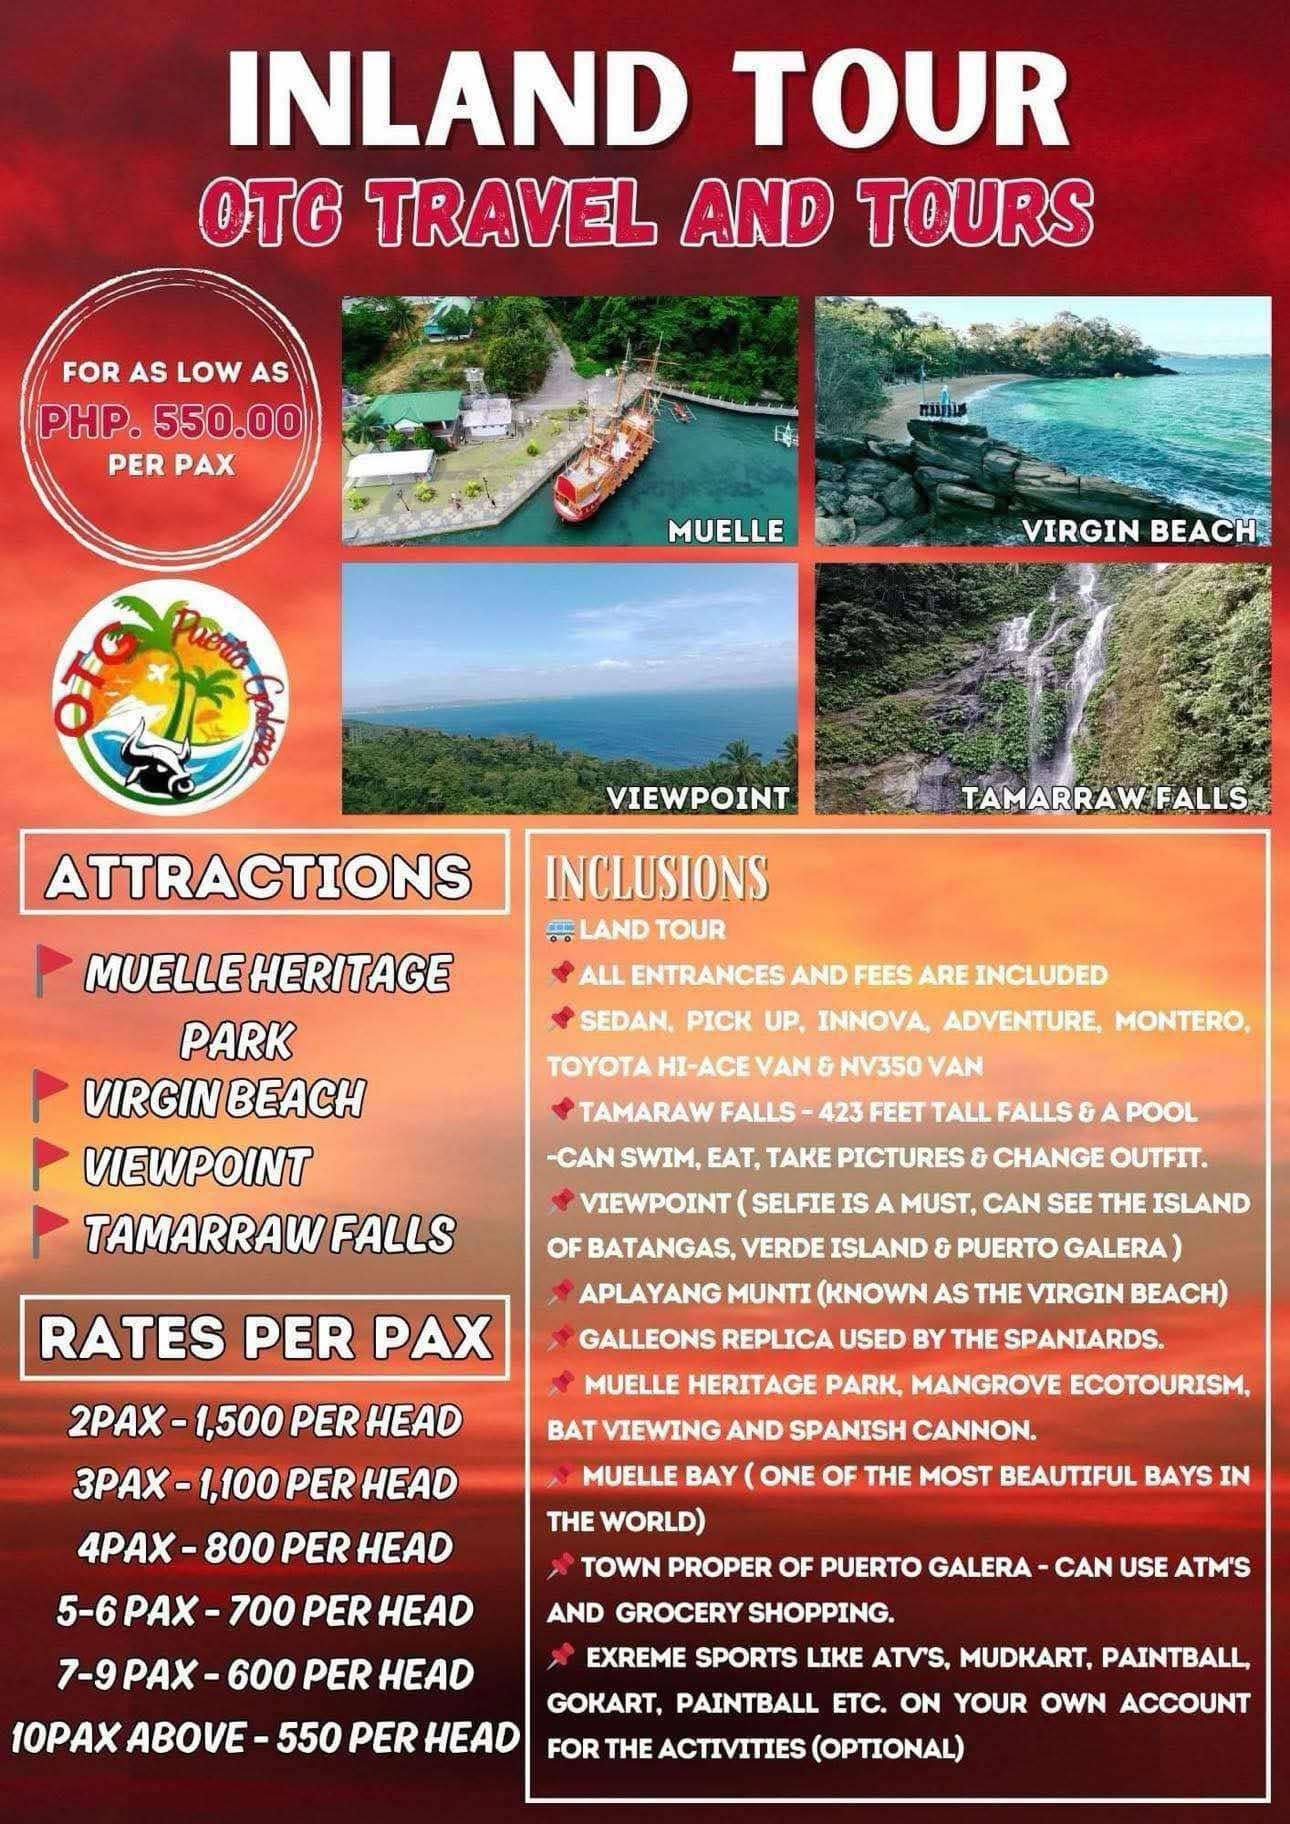 INLAND TOUR
OTG TRAVEL AND TOURS
FOR AS LOW AS
PHP. 550.00
PER PAX
MUELLE
VIRGIN BEACH
OTG Puerto Galera
VIEWPOINT
TAMARRAW FALLS
ATTRACTIONS
MUELLE HERITAGE
PARK
VIRGIN BEACH
VIEWPOINT
TAMARRAW FALLS
RATES PER PAX
2PAX - 1,500 PER HEAD
3PAX - 1,100 PER HEAD
4PAX - 800 PER HEAD
5-6 PAX - 700 PER HEAD
7-9 PAX - 600 PER HEAD
10PAX ABOVE - 550 PER HEAD
INCLUSIONS
LAND TOUR
ALL ENTRANCES AND FEES ARE INCLUDED
SEDAN, PICK UP, INNOVA, ADVENTURE, MONTERO,
TOYOTA HI-ACE VAN & NV350 VAN
TAMARAW FALLS - 423 FEET TALL FALLS & A POOL
-CAN SWIM, EAT, TAKE PICTURES & CHANGE OUTFIT.
VIEWPOINT ( SELFIE IS A MUST, CAN SEE THE ISLAND
OF BATANGAS, VERDE ISLAND & PUERTO GALERA )
APLAYANG MUNTI (KNOWN AS THE VIRGIN BEACH)
GALLEONS REPLICA USED BY THE SPANIARDS.
MUELLE HERITAGE PARK, MANGROVE ECOTOURISM,
BAT VIEWING AND SPANISH CANNON.
MUELLE BAY ( ONE OF THE MOST BEAUTIFUL BAYS IN
THE WORLD)
TOWN PROPER OF PUERTO GALERA - CAN USE ATM'S
AND GROCERY SHOPPING.
EXREME SPORTS LIKE ATV'S, MUDKART, PAINTBALL,
GOKART, PAINTBALL ETC. ON YOUR OWN ACCOUNT
FOR THE ACTIVITIES (OPTIONAL)